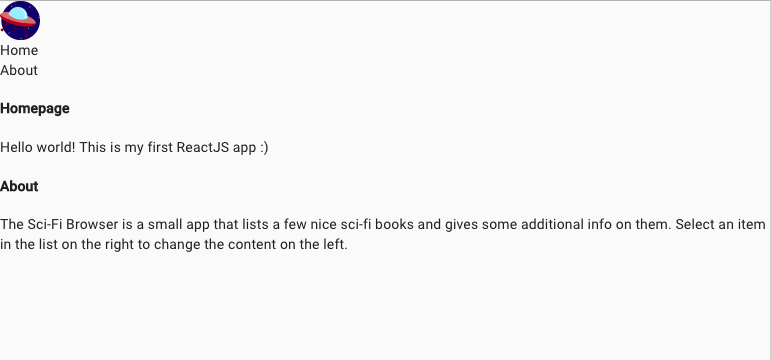 Home
About
Homepage
Hello world! This is my first ReactJS app :)
About
The Sci-Fi Browser is a small app that lists a few nice sci-fi books and gives some additional info on them. Select an item
in the list on the right to change the content on the left.